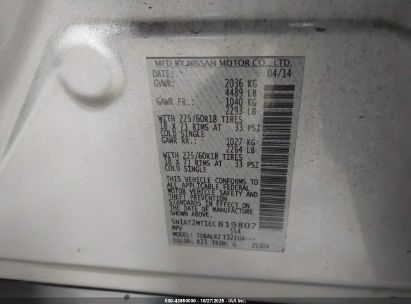 MFD BY NISSAN MOTOR CO.,LTD.
DATE: 04/14
GVWR: 2036 KG
4489 LB
GAWR FR.: 1040 KG
2293 LB
WITH 225/60R18 TIRES
18 X 7J RIMS AT 33 PSI
COLD SINGLE
GAWR RR.: 1027 KG
2264 LB
WITH 225/60R18 TIRES
18 X 7J RIMS AT 33 PSI
COLD SINGLE
THIS VEHICLE CONFORMS TO
ALL APPLICABLE FEDERAL
MOTOR VEHICLE SAFETY AND
THEFT PREVENTION
STANDARDS IN EFFECT ON
THE DATE OF MANUFACTURE
SHOWN ABOVE.
5N1AT2MT1EC819807
MPV
MODEL:
COLOR: K23 TRIM: G